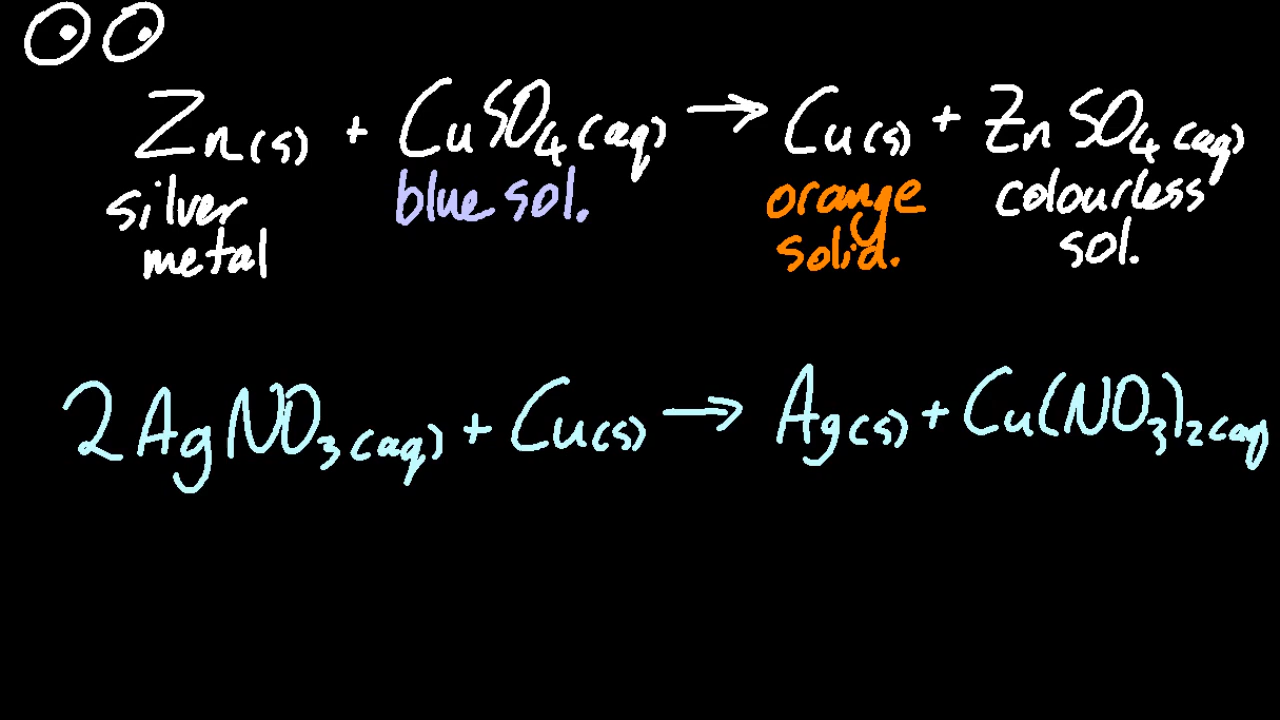 Zn(s) + CuSO4(aq) → Cu(s) + ZnSO4(aq)
silver metal
blue sol.
orange solid.
colourless sol.
2AgNO3(aq) + Cu(s) → Ag(s) + Cu(NO3)2(aq)